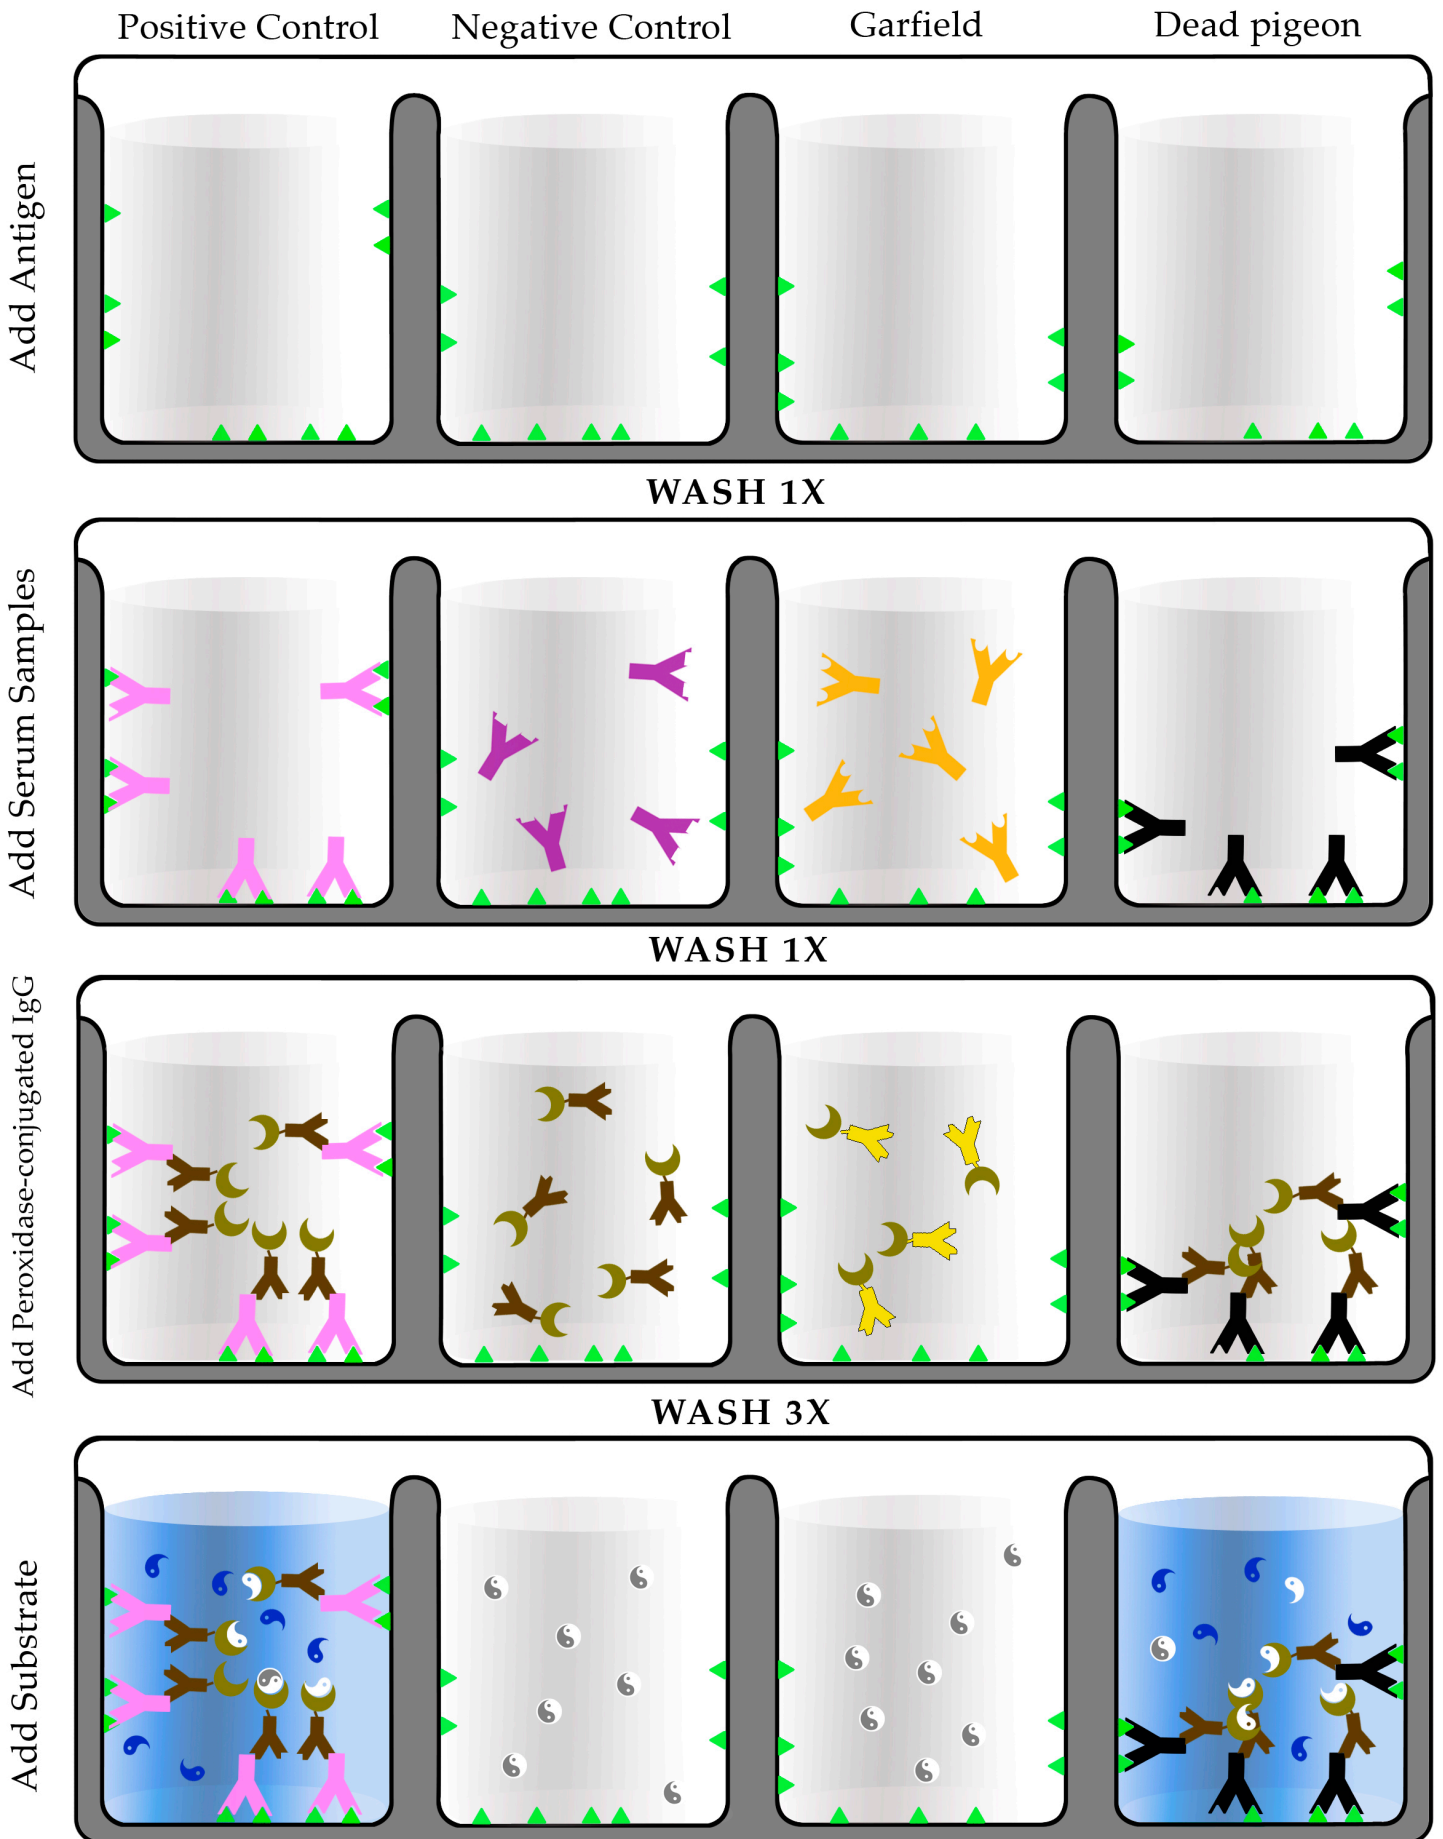 Positive Control
Negative Control
Garfield
Dead pigeon
Add Antigen
WASH 1X
Add Serum Samples
WASH 1X
Add Peroxidase-conjugated IgG
WASH 3X
Add Substrate